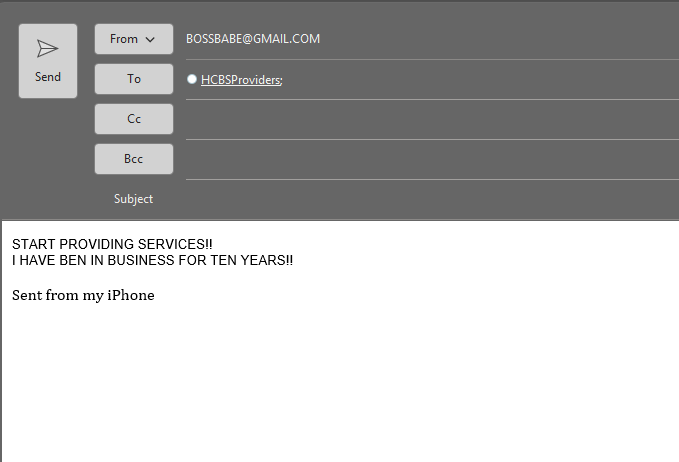 From
BOSSBABE@GMAIL.COM
Send
To
HCBSProviders;
Cc
Bcc
Subject
START PROVIDING SERVICES!!
I HAVE BEN IN BUSINESS FOR TEN YEARS!!
Sent from my iPhone